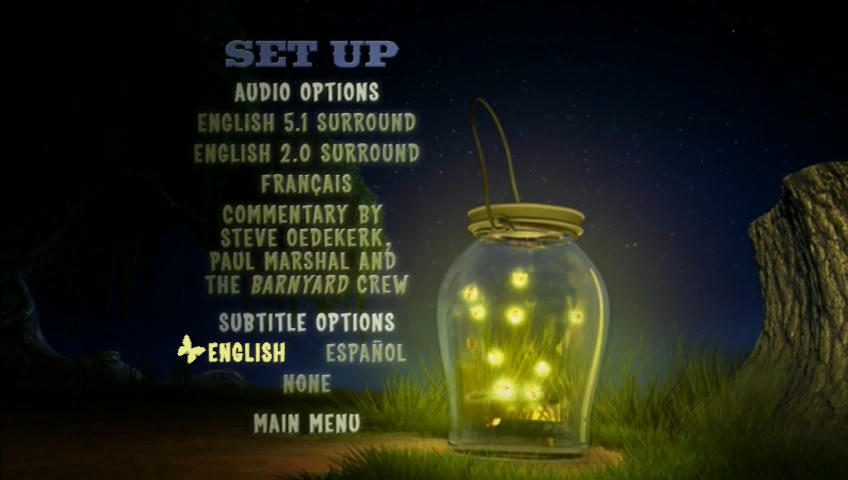 SET UP
AUDIO OPTIONS
ENGLISH 5.1 SURROUND
ENGLISH 2.0 SURROUND
FRANÇAIS
COMMENTARY BY
STEVE OEDEKERK,
PAUL MARSHAL AND
THE BARNYARD CREW
SUBTITLE OPTIONS
ENGLISH ESPAÑOL
NONE
MAIN MENU